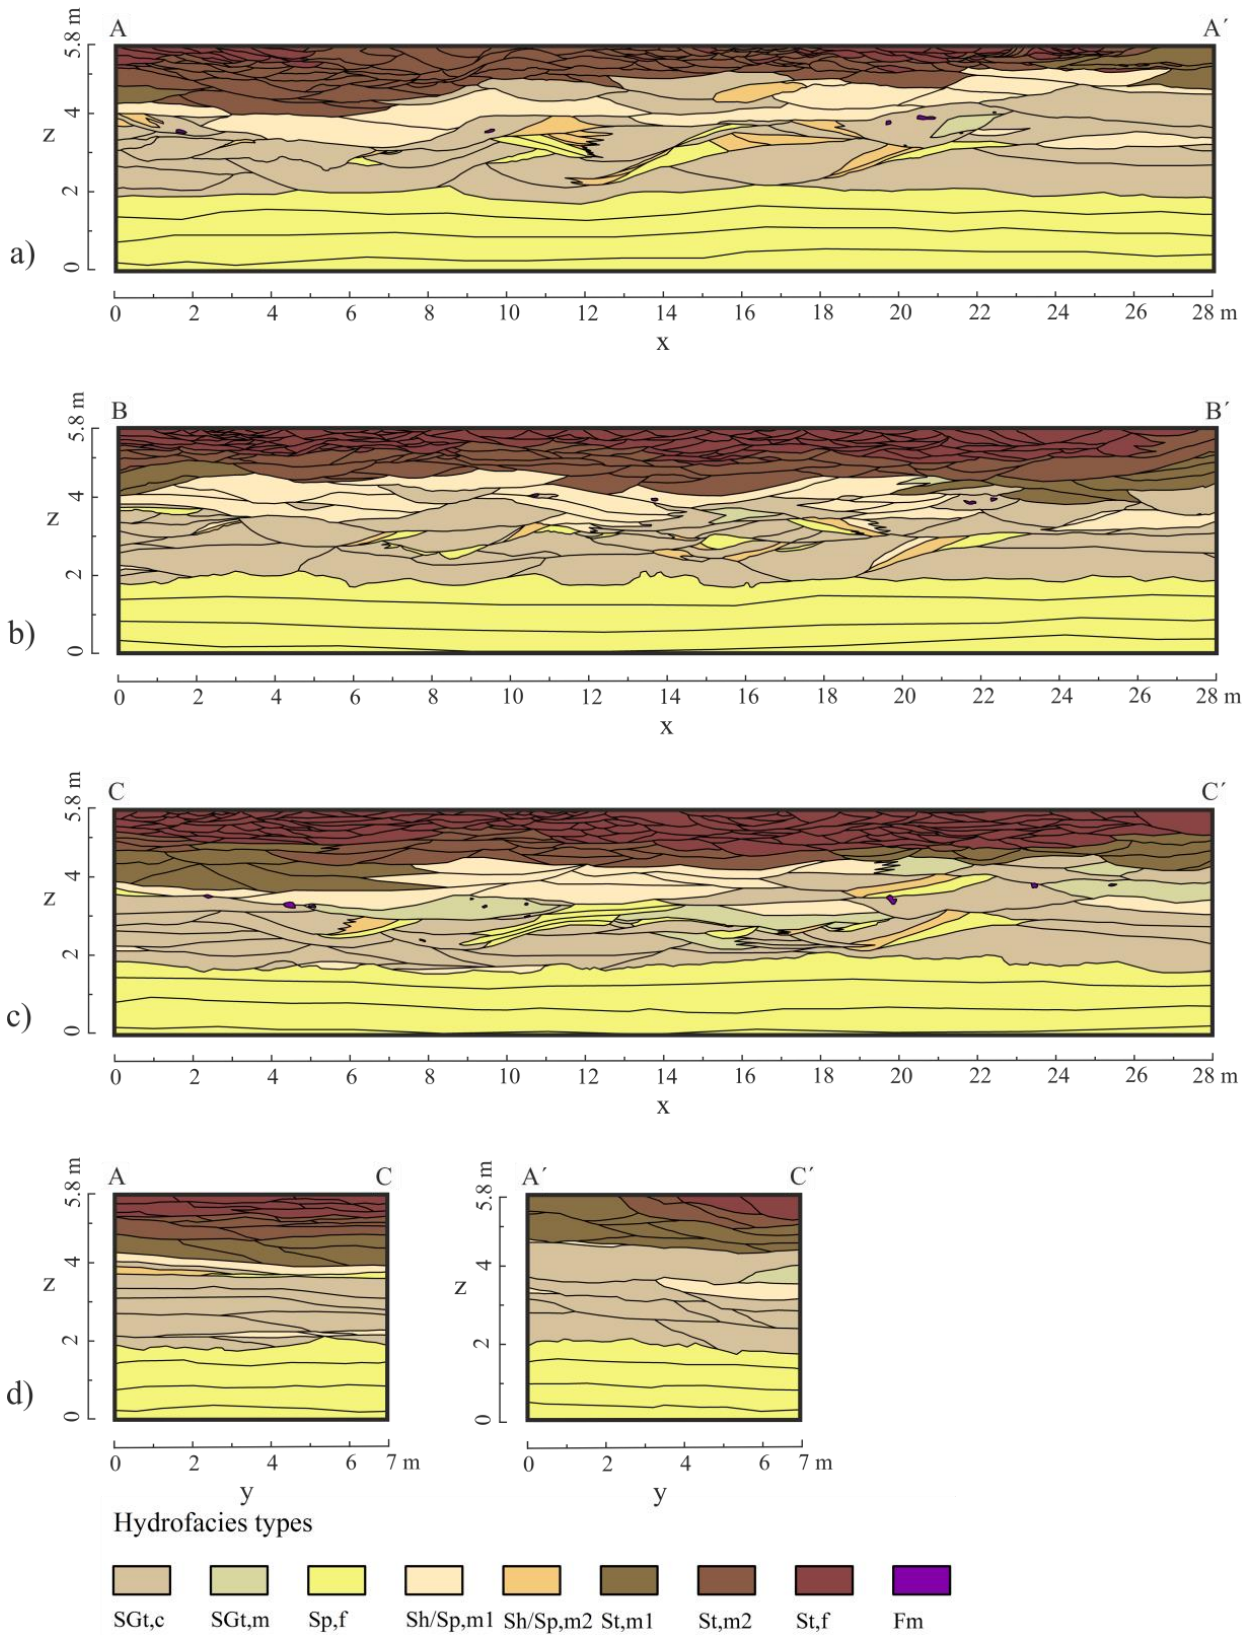 A A´
5.8 m
4
z
2
0
a)
0 2 4 6 8 10 12 14 16 18 20 22 24 26 28 m
x
B B´
5.8 m
4
z
2
0
b)
0 2 4 6 8 10 12 14 16 18 20 22 24 26 28 m
x
C C´
5.8 m
4
z
2
0
c)
0 2 4 6 8 10 12 14 16 18 20 22 24 26 28 m
x
A C A´ C´
5.8 m 5.8 m
4 4
z z
2 2
0 0
d)
0 2 4 6 7 m 0 2 4 6 7 m
y y
Hydrofacies types
SGt,c SGt,m Sp,f Sh/Sp,m1 Sh/Sp,m2 St,m1 St,m2 St,f Fm